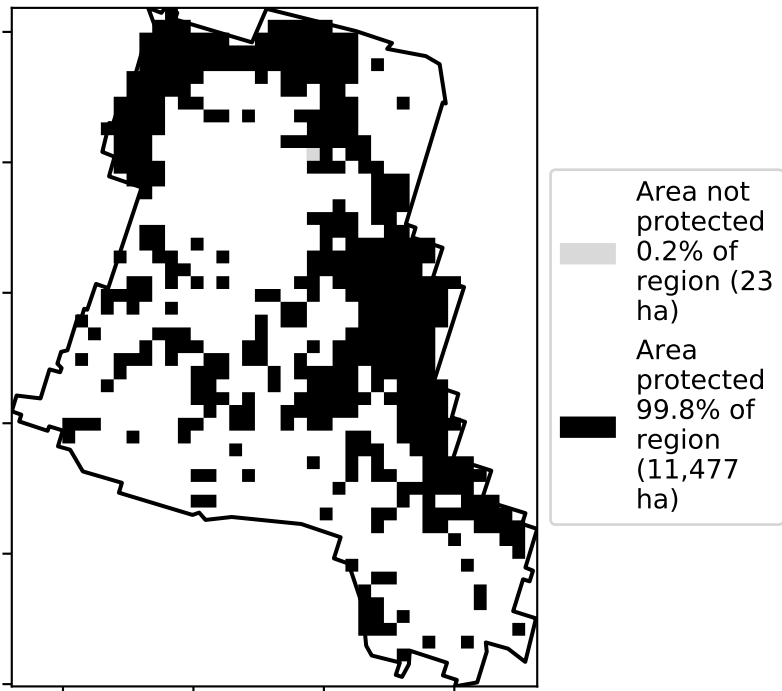 Area not
protected
0.2% of
region (23
ha)
Area
protected
99.8% of
region
(11,477
ha)